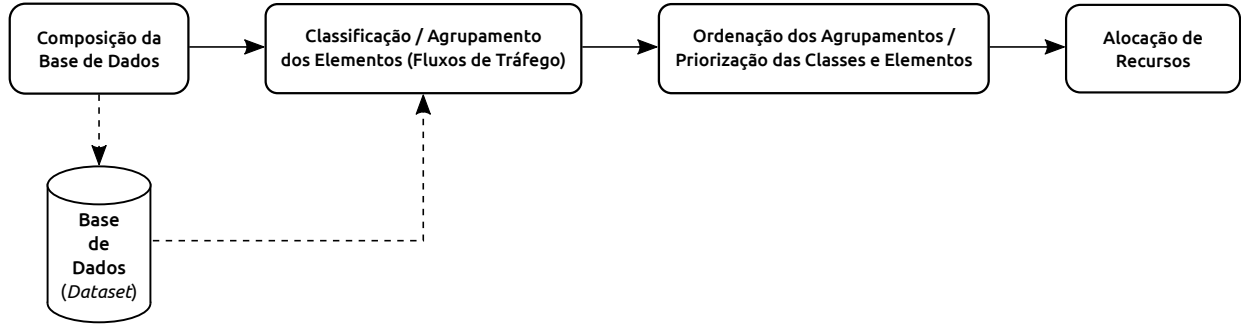 Composição da
Base de Dados
Classificação / Agrupamento
dos Elementos (Fluxos de Tráfego)
Ordenação dos Agrupamentos /
Priorização das Classes e Elementos
Alocação de
Recursos
Base
de
Dados
(Dataset)